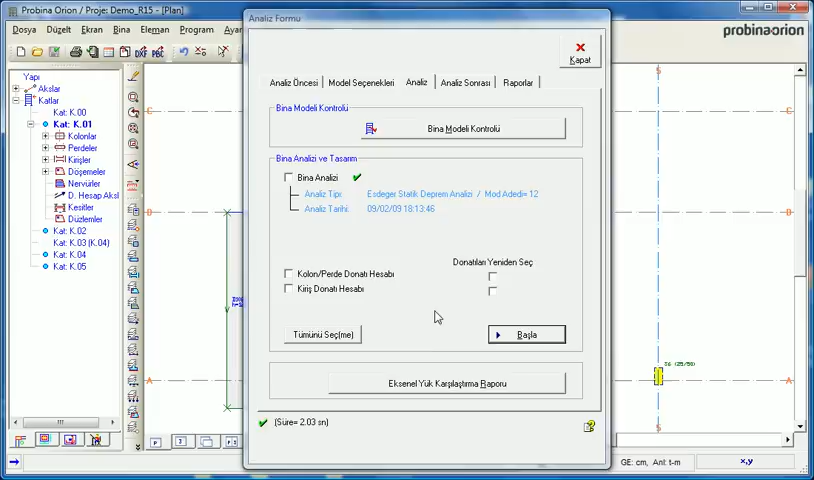 Probina Orion / Proje: Demo_R15 - [Plan]
Dosya Düzelt Ekran Bina Eleman Program
probina orion
Yapı
Akslar
Katlar
Kat: K.00
Kat: K.01
Kolonlar
Perdeler
Kirişler
Döşemeler
Nervürler
D. Hesap Aksl
Kesitler
Düzlemler
Kat: K.02
Kat: K.03 (K.04)
Kat: K.04
Kat: K.05
Analiz Formu
Kapat
Analiz Öncesi
Model Seçenekleri
Analiz
Analiz Sonrası
Raporlar
Bina Modeli Kontrolü
Bina Modeli Kontrolü
Bina Analizi ve Tasarım
Bina Analizi
Analiz Tipi: Esdeger Statik Deprem Analizi / Mod Adedi= 12
Analiz Tarihi: 09/02/09 18:13:46
Donatıları Yeniden Seç
Kolon/Perde Donatı Hesabı
Kiriş Donatı Hesabı
Tümünü Seç(me)
Başla
Eksenel Yük Karşılaştırma Raporu
(Süre= 2.03 sn)
C
C
D
D
A
A
S6 (25/50)
GE: cm, Anl: t-m
x,y